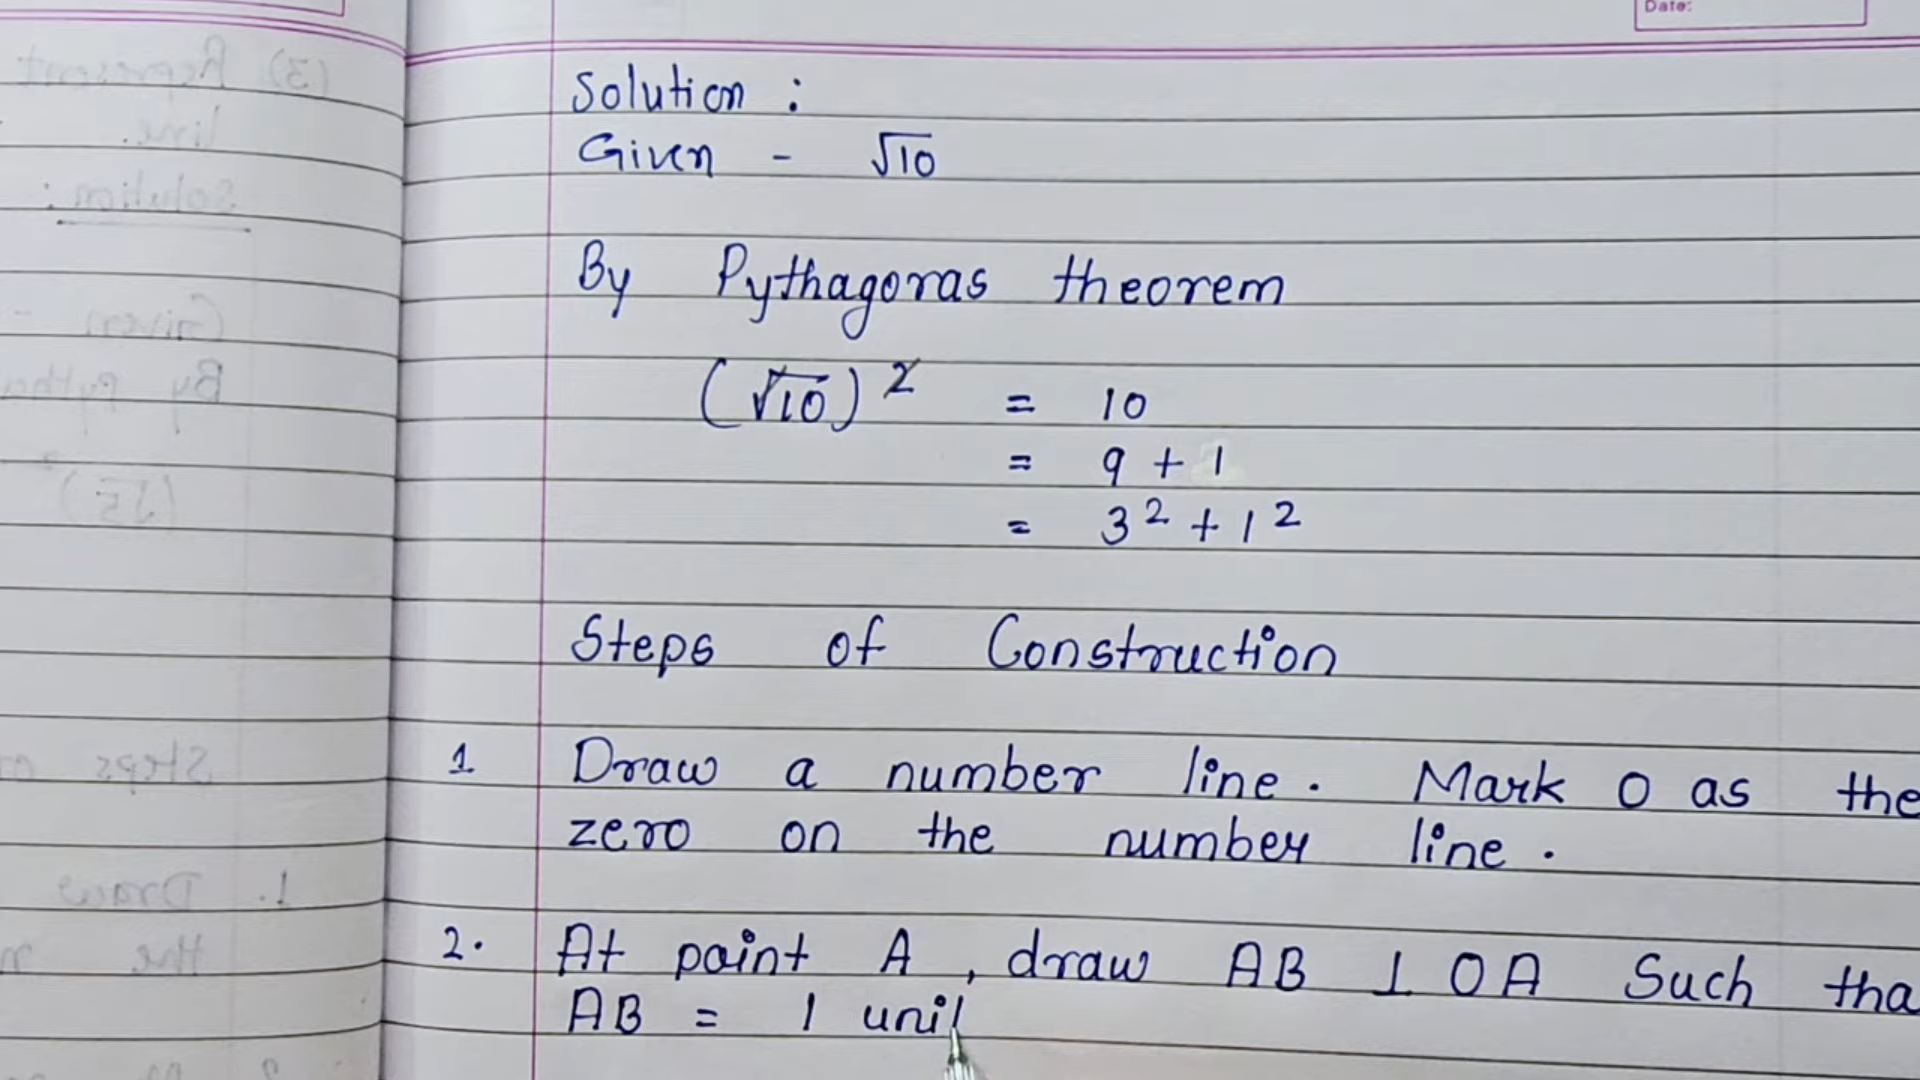 Date:
Solution :
Given - √10
By Pythagoras theorem
(√10)² = 10
= 9 + 1
= 3² + 1²
Steps of Construction
1 Draw a number line. Mark O as the
zero on the number line.
2. At point A, draw AB ⊥ OA Such tha
AB = 1 unit